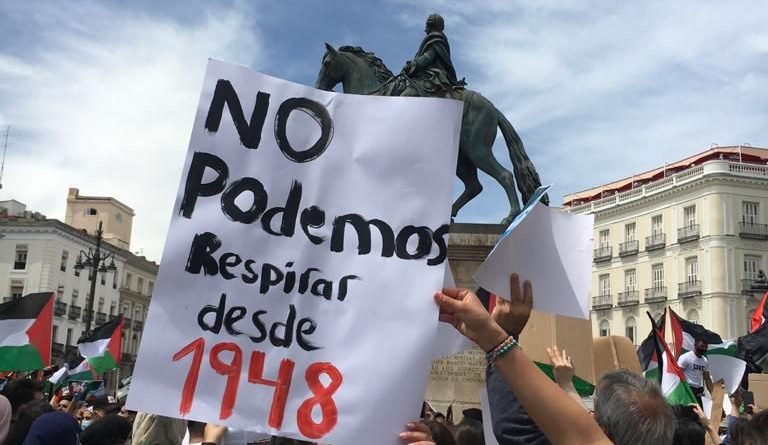 NO
Podemos
Respirar
desde
1948